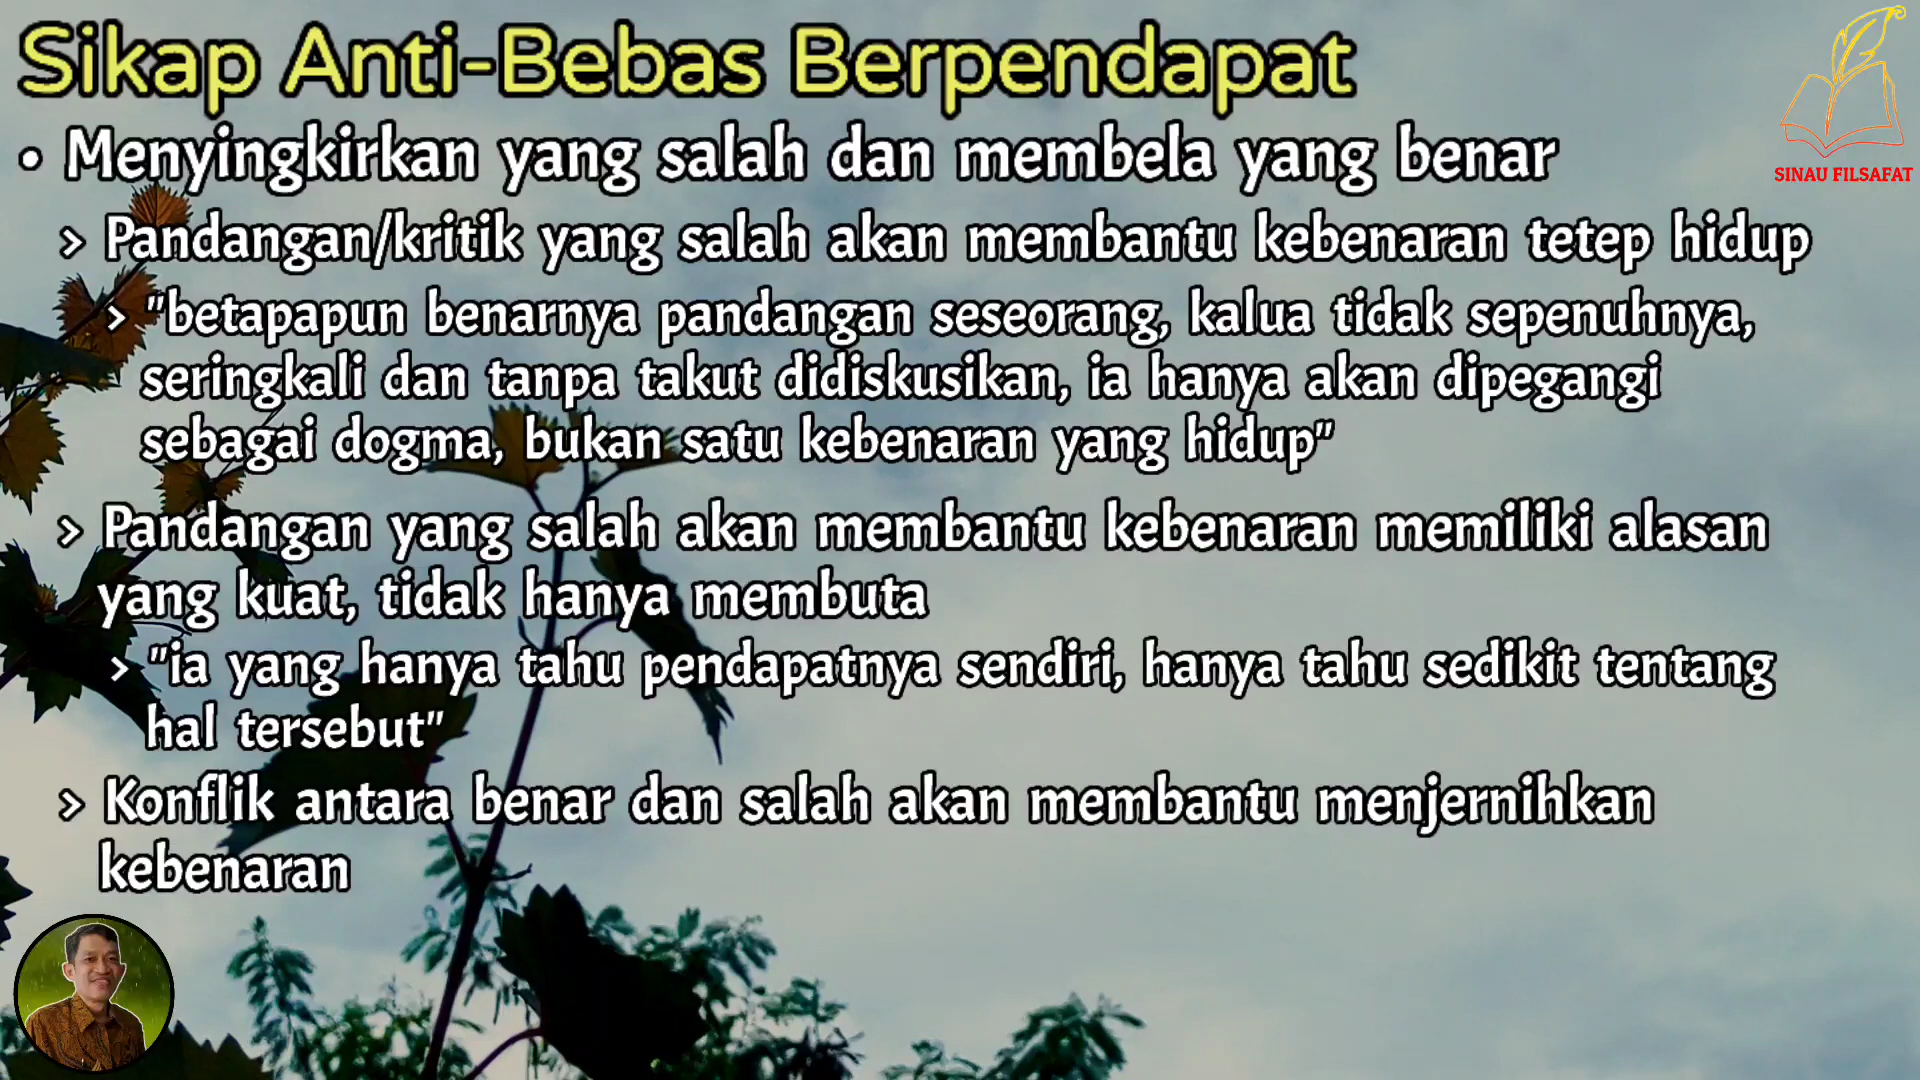 Sikap Anti-Bebas Berpendapat
SINAU FILSAFAT
• Menyingkirkan yang salah dan membela yang benar
> Pandangan/kritik yang salah akan membantu kebenaran tetep hidup
> "betapapun benarnya pandangan seseorang, kalua tidak sepenuhnya,
seringkali dan tanpa takut didiskusikan, ia hanya akan dipegangi
sebagai dogma, bukan satu kebenaran yang hidup"
> Pandangan yang salah akan membantu kebenaran memiliki alasan
yang kuat, tidak hanya membuta
> "ia yang hanya tahu pendapatnya sendiri, hanya tahu sedikit tentang
hal tersebut"
> Konflik antara benar dan salah akan membantu menjernihkan
kebenaran